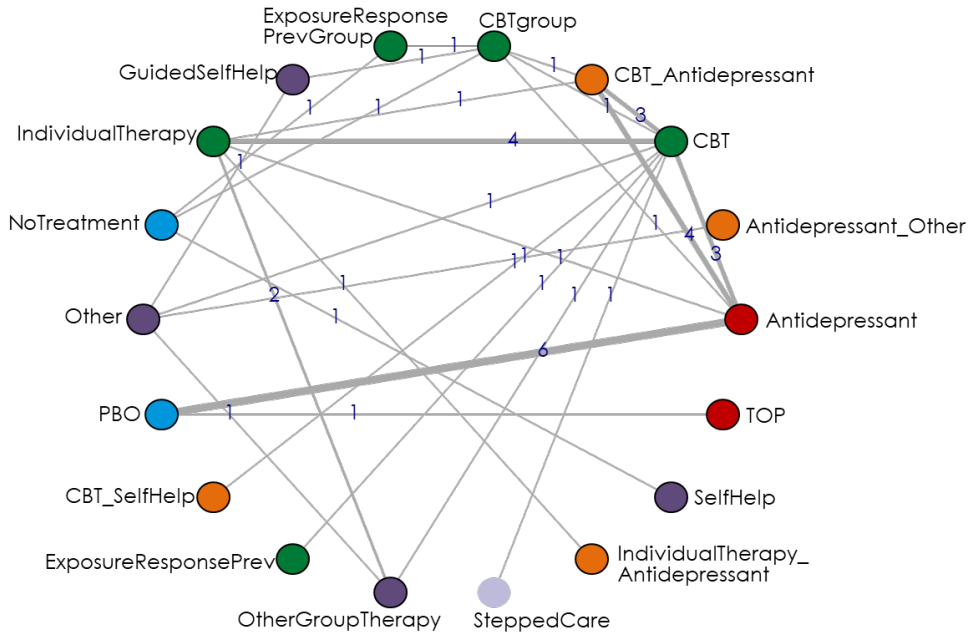 ExposureResponse
PrevGroup
CBTgroup
1
1
GuidedSelfHelp
1
CBT_Antidepressant
1
1
1
1
3
IndividualTherapy
4
CBT
1
1
NoTreatment
1
4
Antidepressant_Other
1
1
1
3
1
2
1
1
1
Other
1
Antidepressant
6
PBO
1
1
TOP
CBT_SelfHelp
SelfHelp
ExposureResponsePrev
IndividualTherapy_
Antidepressant
OtherGroupTherapy
SteppedCare